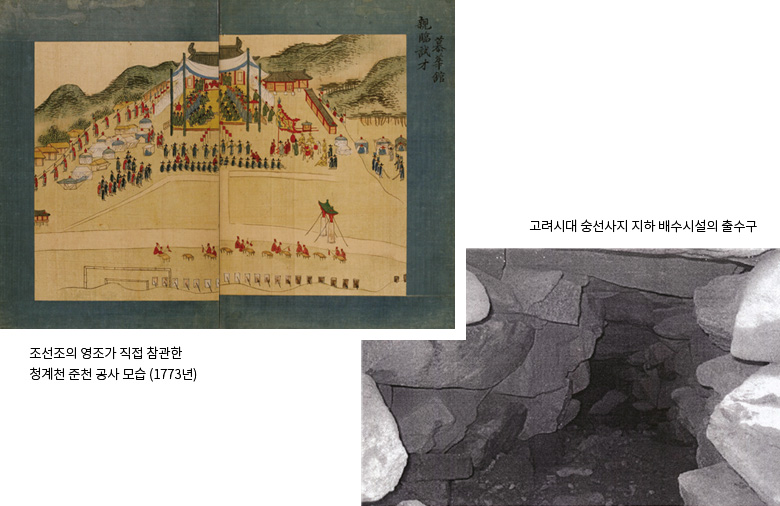 慕華館
親臨試才
고려시대 숭선사지 지하 배수시설의 출수구
조선조의 영조가 직접 참관한
청계천 준천 공사 모습 (1773년)